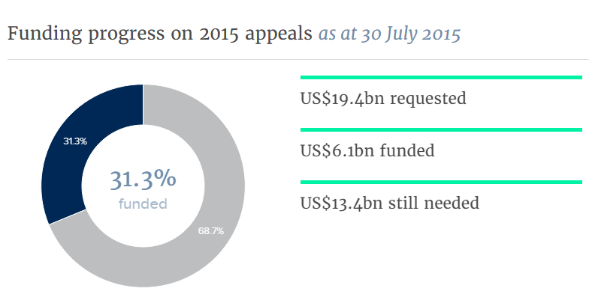 Funding progress on 2015 appeals as at 30 July 2015
US$19.4bn requested
31.3%
US$6.1bn funded
31.3%
funded
US$13.4bn still needed
68.7%